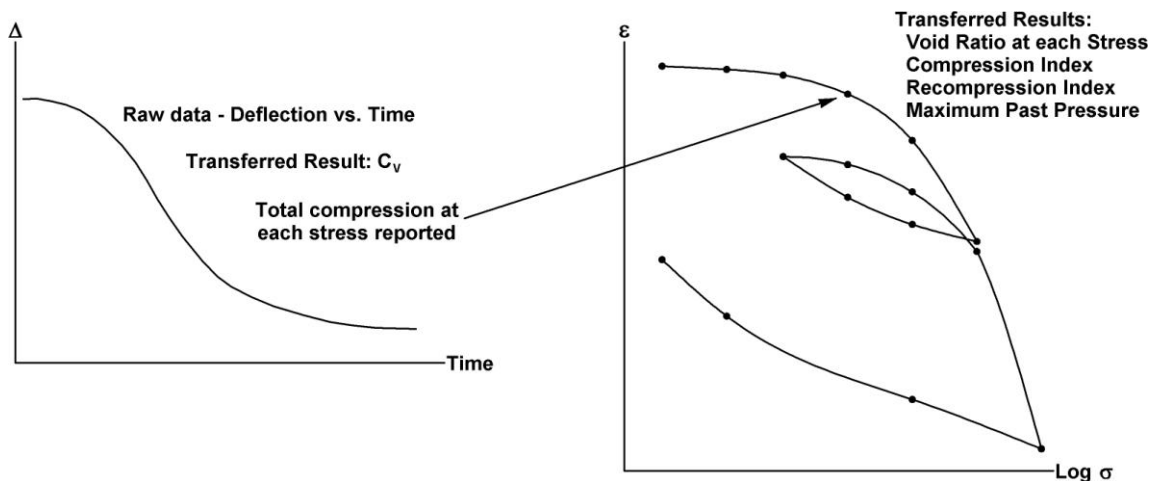 Δ
Raw data - Deflection vs. Time
Transferred Result: Cv
Total compression at
each stress reported
Time
ε
Transferred Results:
Void Ratio at each Stress
Compression Index
Recompression Index
Maximum Past Pressure
Log σ